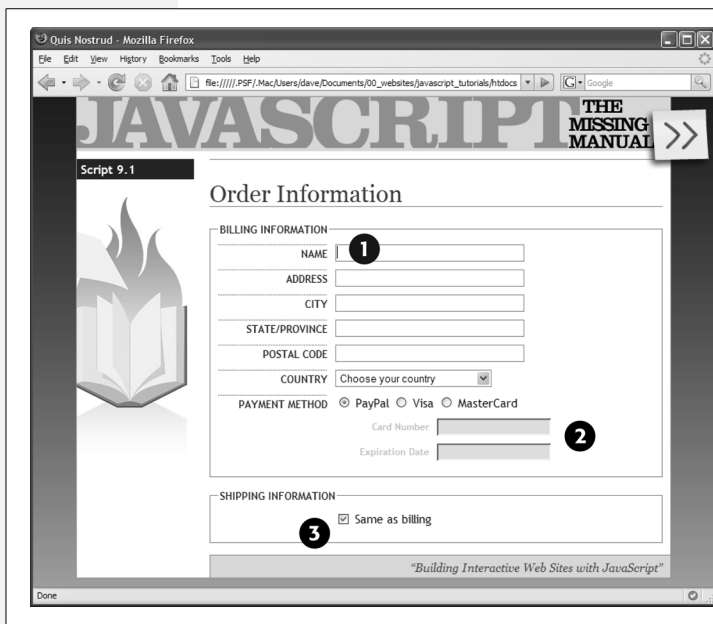 Quis Nostrud - Mozilla Firefox
File Edit View History Bookmarks Tools Help
file://///.PSF/.Mac/Users/dave/Documents/00_websites/javascript_tutorials/htdocs
G Google
JAVASCRIPT THE
MISSING
MANUAL
Script 9.1
Order Information
BILLING INFORMATION
NAME 1
ADDRESS
CITY
STATE/PROVINCE
POSTAL CODE
COUNTRY Choose your country
PAYMENT METHOD PayPal Visa MasterCard
Card Number 2
Expiration Date
SHIPPING INFORMATION
3 Same as billing
“Building Interactive Web Sites with JavaScript”
Done